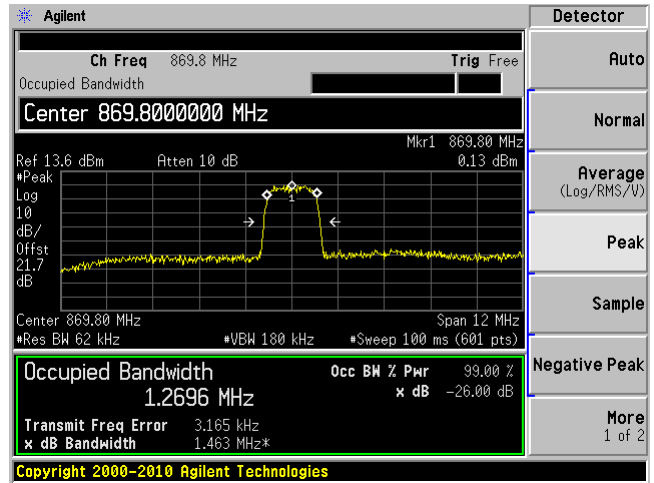 Agilent
Detector
Ch Freq 869.8 MHz Trig Free
Occupied Bandwidth
Center 869.8000000 MHz
Mkr1 869.80 MHz
Ref 13.6 dBm Atten 10 dB 0.13 dBm
#Peak
Log
10
dB/
Offst
21.7
dB
1
Center 869.80 MHz Span 12 MHz
#Res BW 62 kHz #VBW 180 kHz #Sweep 100 ms (601 pts)
Occupied Bandwidth Occ BW % Pwr 99.00 %
1.2696 MHz x dB -26.00 dB
Transmit Freq Error 3.165 kHz
x dB Bandwidth 1.463 MHz*
Copyright 2000-2010 Agilent Technologies
Auto
Normal
Average
(Log/RMS/V)
Peak
Sample
Negative Peak
More
1 of 2